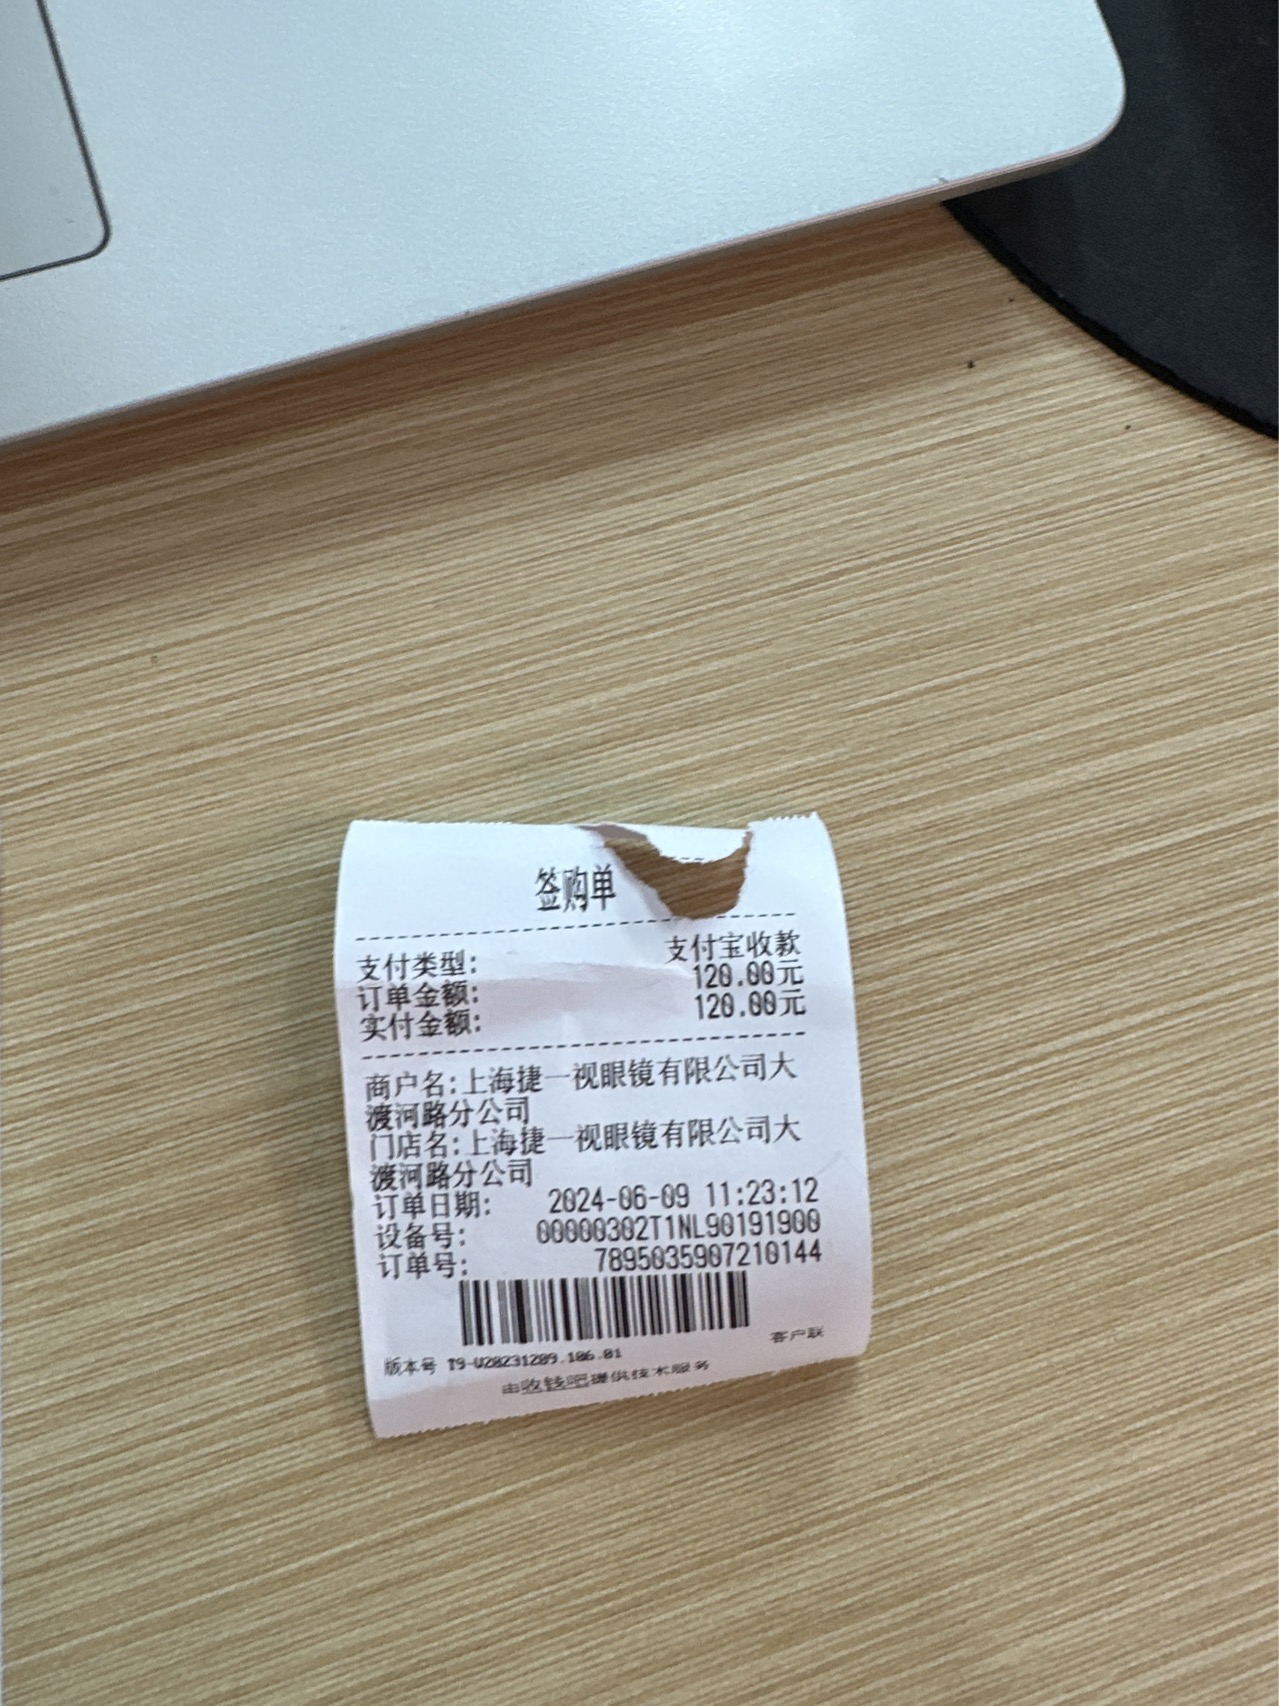 签购单
支付类型: 支付宝收款
订单金额: 120.00元
实付金额: 120.00元
商户名:上海捷一视眼镜有限公司大
渡河路分公司
门店名:上海捷一视眼镜有限公司大
渡河路分公司
订单日期: 2024-06-09 11:23:12
设备号: 00000302T1NL90191900
订单号: 7895035907210144
客户联
版本号 T9-V20231209.106.01
由收钱吧提供技术服务